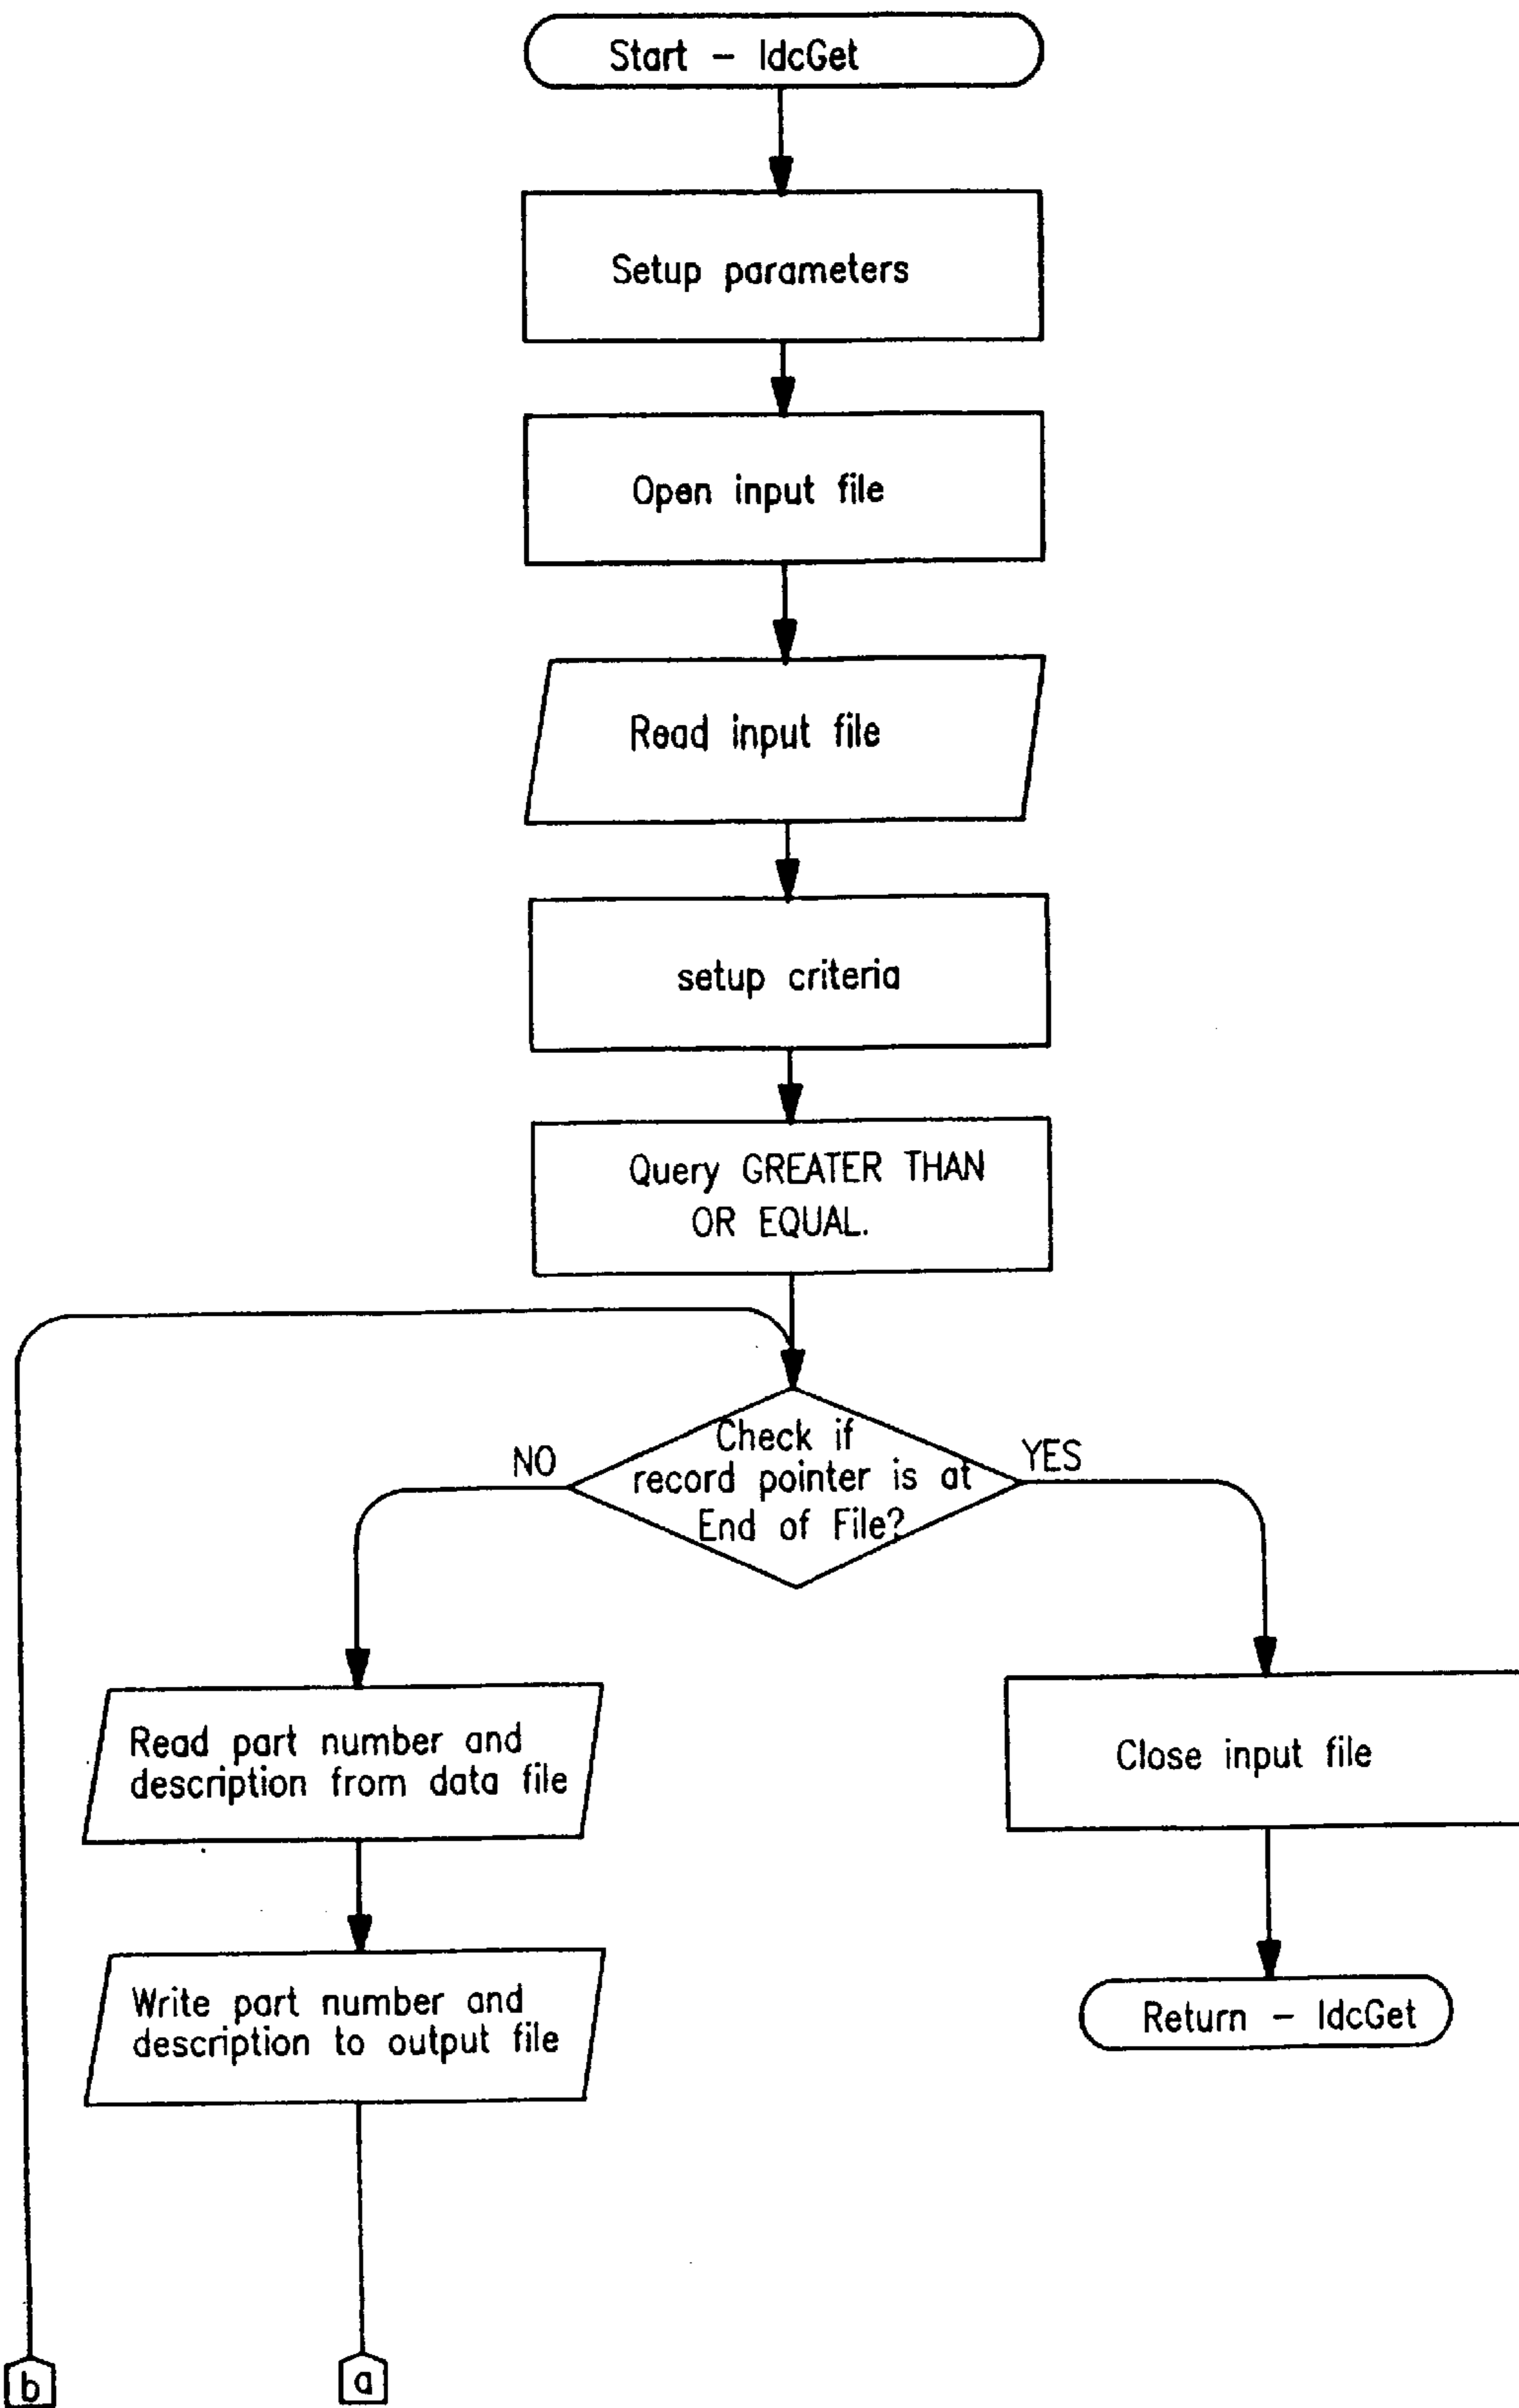 Start - IdcGet
Setup parameters
Open input file
Read input file
setup criteria
Query GREATER THAN
OR EQUAL.
Check if
record pointer is at
End of File?
NO
YES
Read part number and
description from data file
Close input file
Write part number and
description to output file
Return - IdcGet
b
a